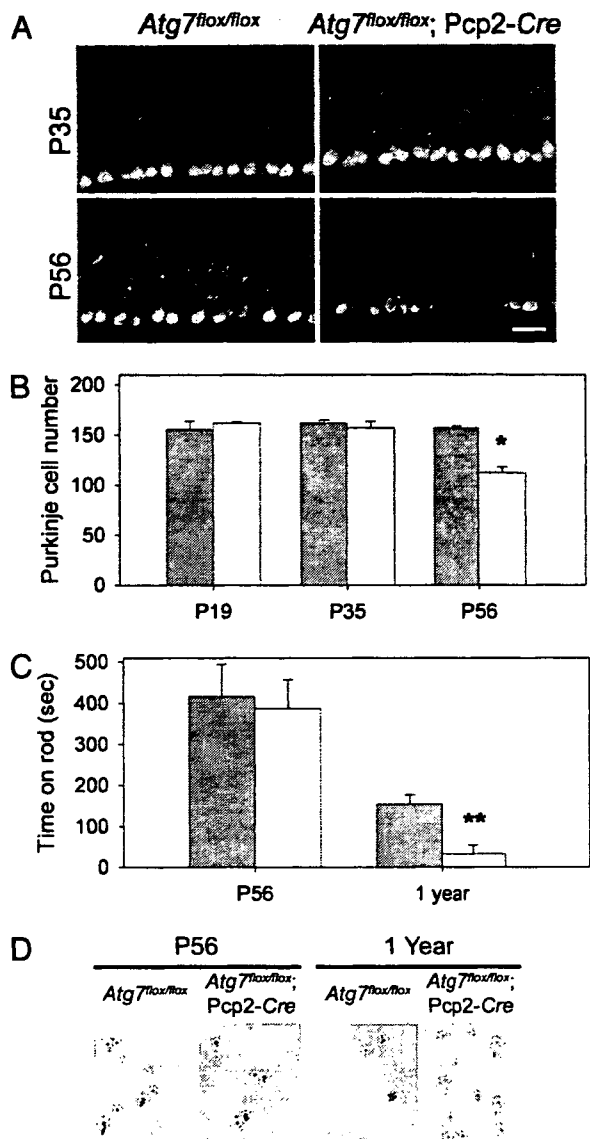 A
Atg7flox/flox Atg7flox/flox; Pcp2-Cre
P35
P56
B
Purkinje cell number
200
150
100
50
0
*
P19 P35 P56
C
Time on rod (sec)
500
400
300
200
100
0
**
P56 1 year
D
P56 1 Year
Atg7flox/flox Atg7flox/flox; Atg7flox/flox Atg7flox/flox;
Pcp2-Cre Pcp2-Cre